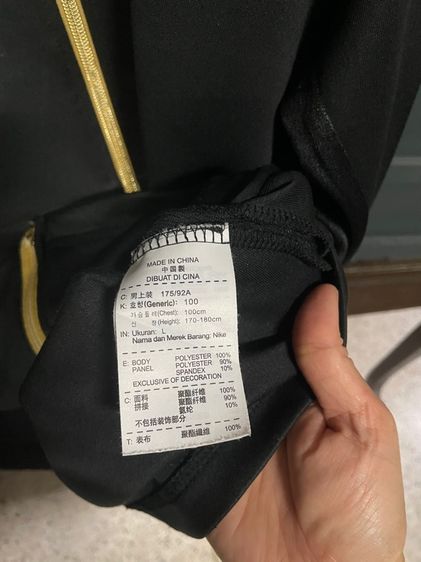 MADE IN CHINA
中國製
DIBUAT DI CINA
C: 男上装 175/92A
K: 호칭(Generic): 100
가슴둘레(Chest): 100cm
신 장(Height): 170-180cm
IN: Ukuran: L
Nama dan Merek Barang: Nike
E: BODY POLYESTER 100%
PANEL POLYESTER 90%
SPANDEX 10%
EXCLUSIVE OF DECORATION
C: 面料 聚酯纤维 100%
拼接 聚酯纤维 90%
氨纶 10%
不包括装饰部分
T: 表布 聚酯纖維 100%